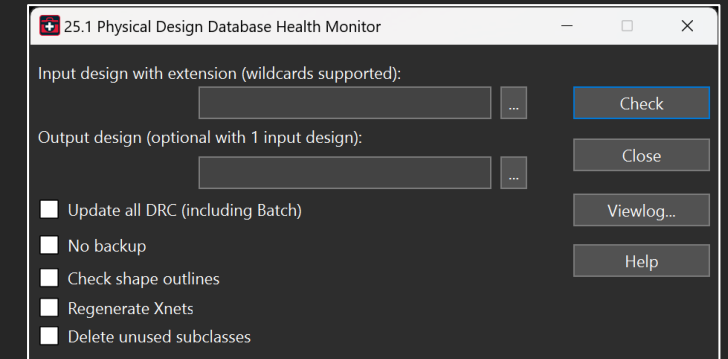 25.1 Physical Design Database Health Monitor
Input design with extension (wildcards supported):
...
Check
Output design (optional with 1 input design):
...
Close
Update all DRC (including Batch)
Viewlog...
No backup
Help
Check shape outlines
Regenerate Xnets
Delete unused subclasses